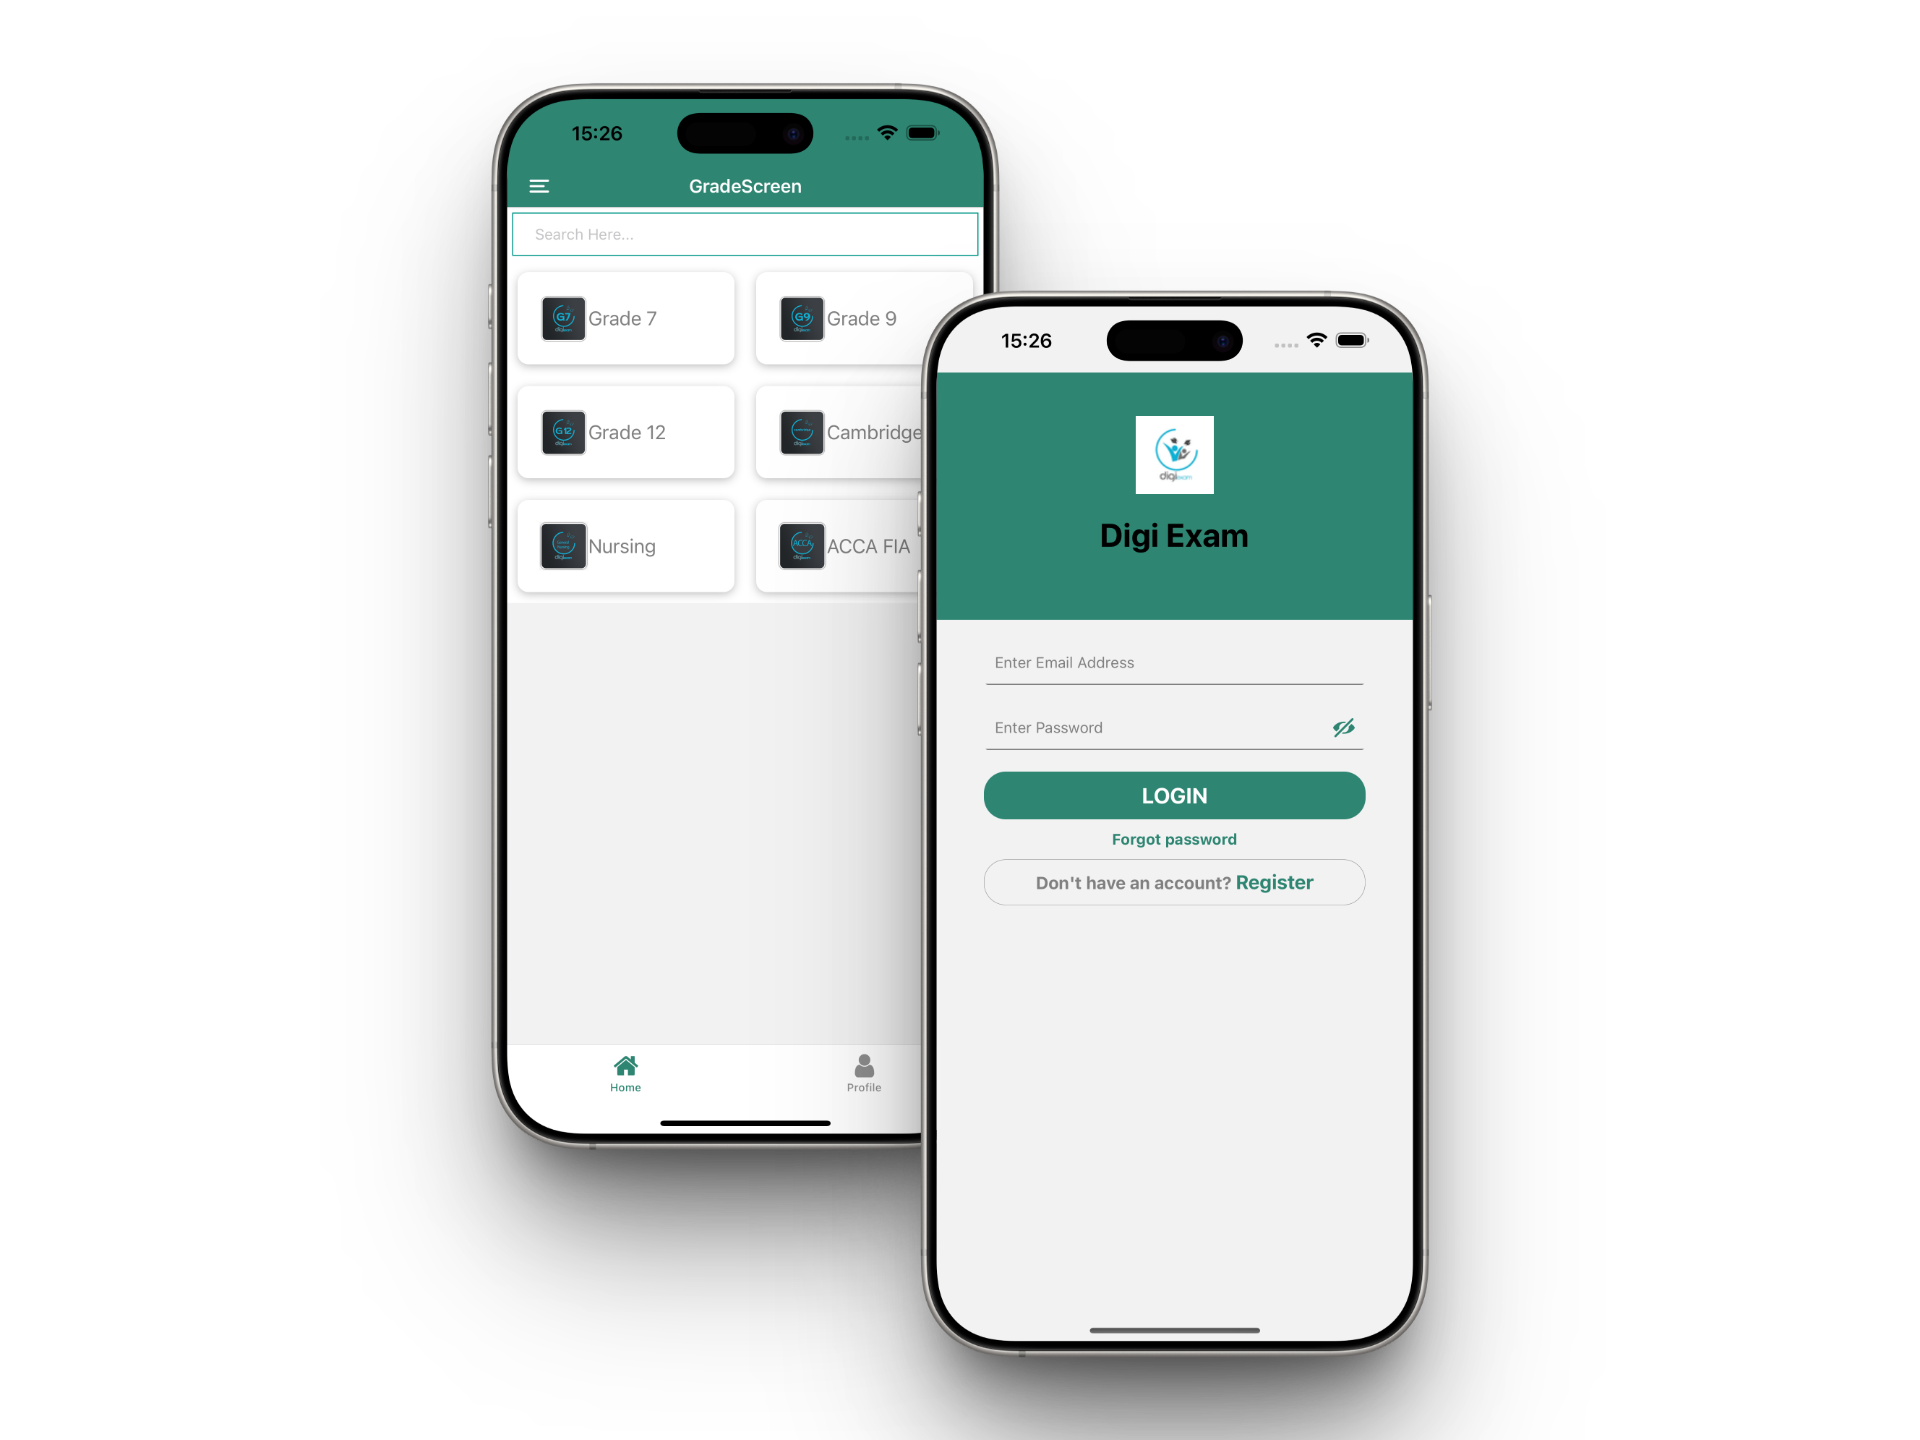 15:26
GradeScreen
Search Here...
G7
Grade 7
G9
Grade 9
G12
Grade 12
Cambridge
Nursing
ACCA
ACCA FIA
Home
Profile
15:26
digi exam
Digi Exam
Enter Email Address
Enter Password
LOGIN
Forgot password
Don't have an account? Register